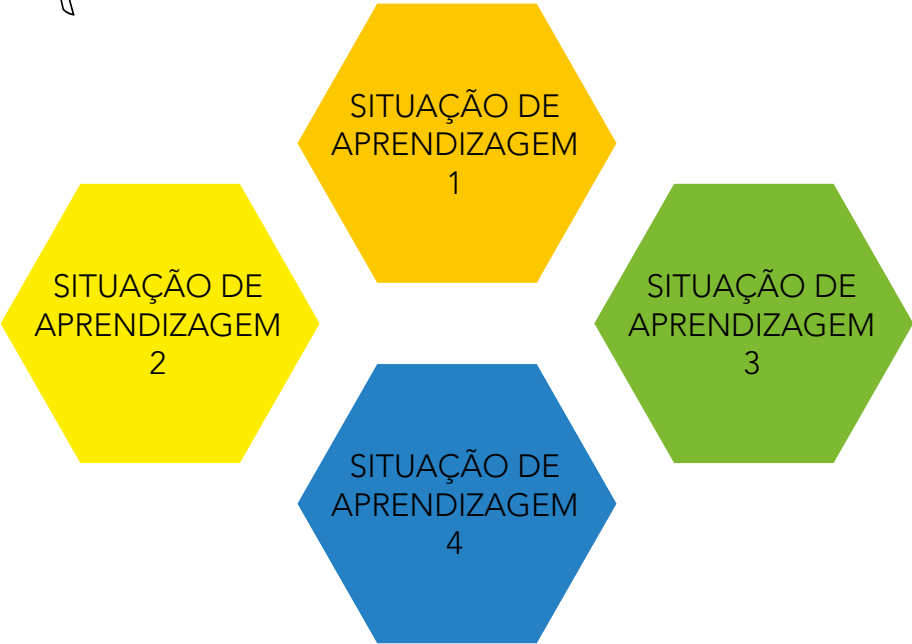 SITUAÇÃO DE
APRENDIZAGEM
1
SITUAÇÃO DE
APRENDIZAGEM
2
SITUAÇÃO DE
APRENDIZAGEM
3
SITUAÇÃO DE
APRENDIZAGEM
4